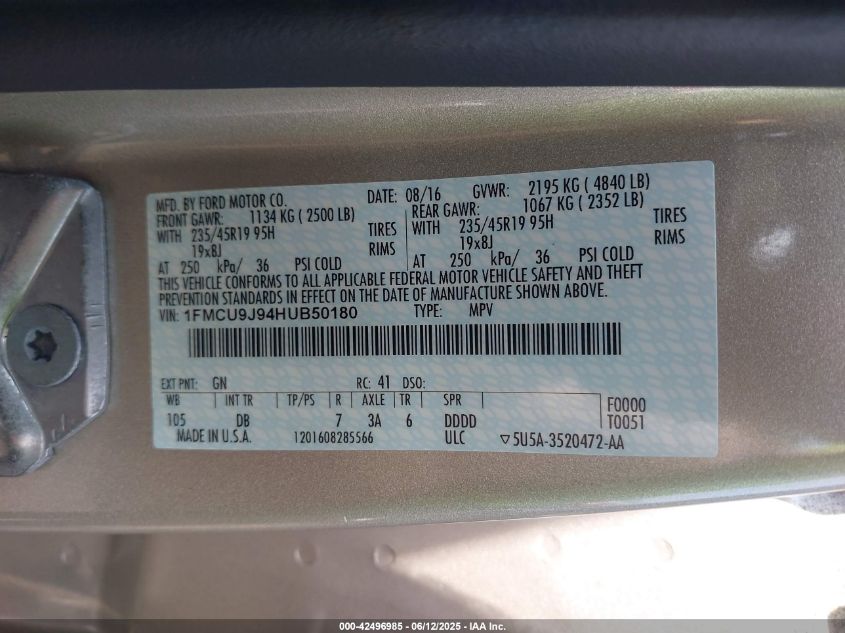 MFD. BY FORD MOTOR CO. DATE: 08/16 GVWR: 2195 KG ( 4840 LB)
FRONT GAWR: 1134 KG ( 2500 LB) REAR GAWR: 1067 KG ( 2352 LB)
WITH 235/45R19 95H TIRES WITH 235/45R19 95H TIRES
19x8J RIMS 19x8J RIMS
AT 250 kPa/ 36 PSI COLD AT 250 kPa/ 36 PSI COLD
THIS VEHICLE CONFORMS TO ALL APPLICABLE FEDERAL MOTOR VEHICLE SAFETY AND THEFT
PREVENTION STANDARDS IN EFFECT ON THE DATE OF MANUFACTURE SHOWN ABOVE.
VIN: 1FMCU9J94HUB50180 TYPE: MPV
EXT PNT: GN RC: 41 DSO:
WB INT TR TP/PS R AXLE TR SPR F0000
105 DB 7 3A 6 DDDD T0051
MADE IN U.S.A. 1201608285566 ULC ▽5U5A-3520472-AA
000-42496985 - 06/12/2025 - IAA Inc.